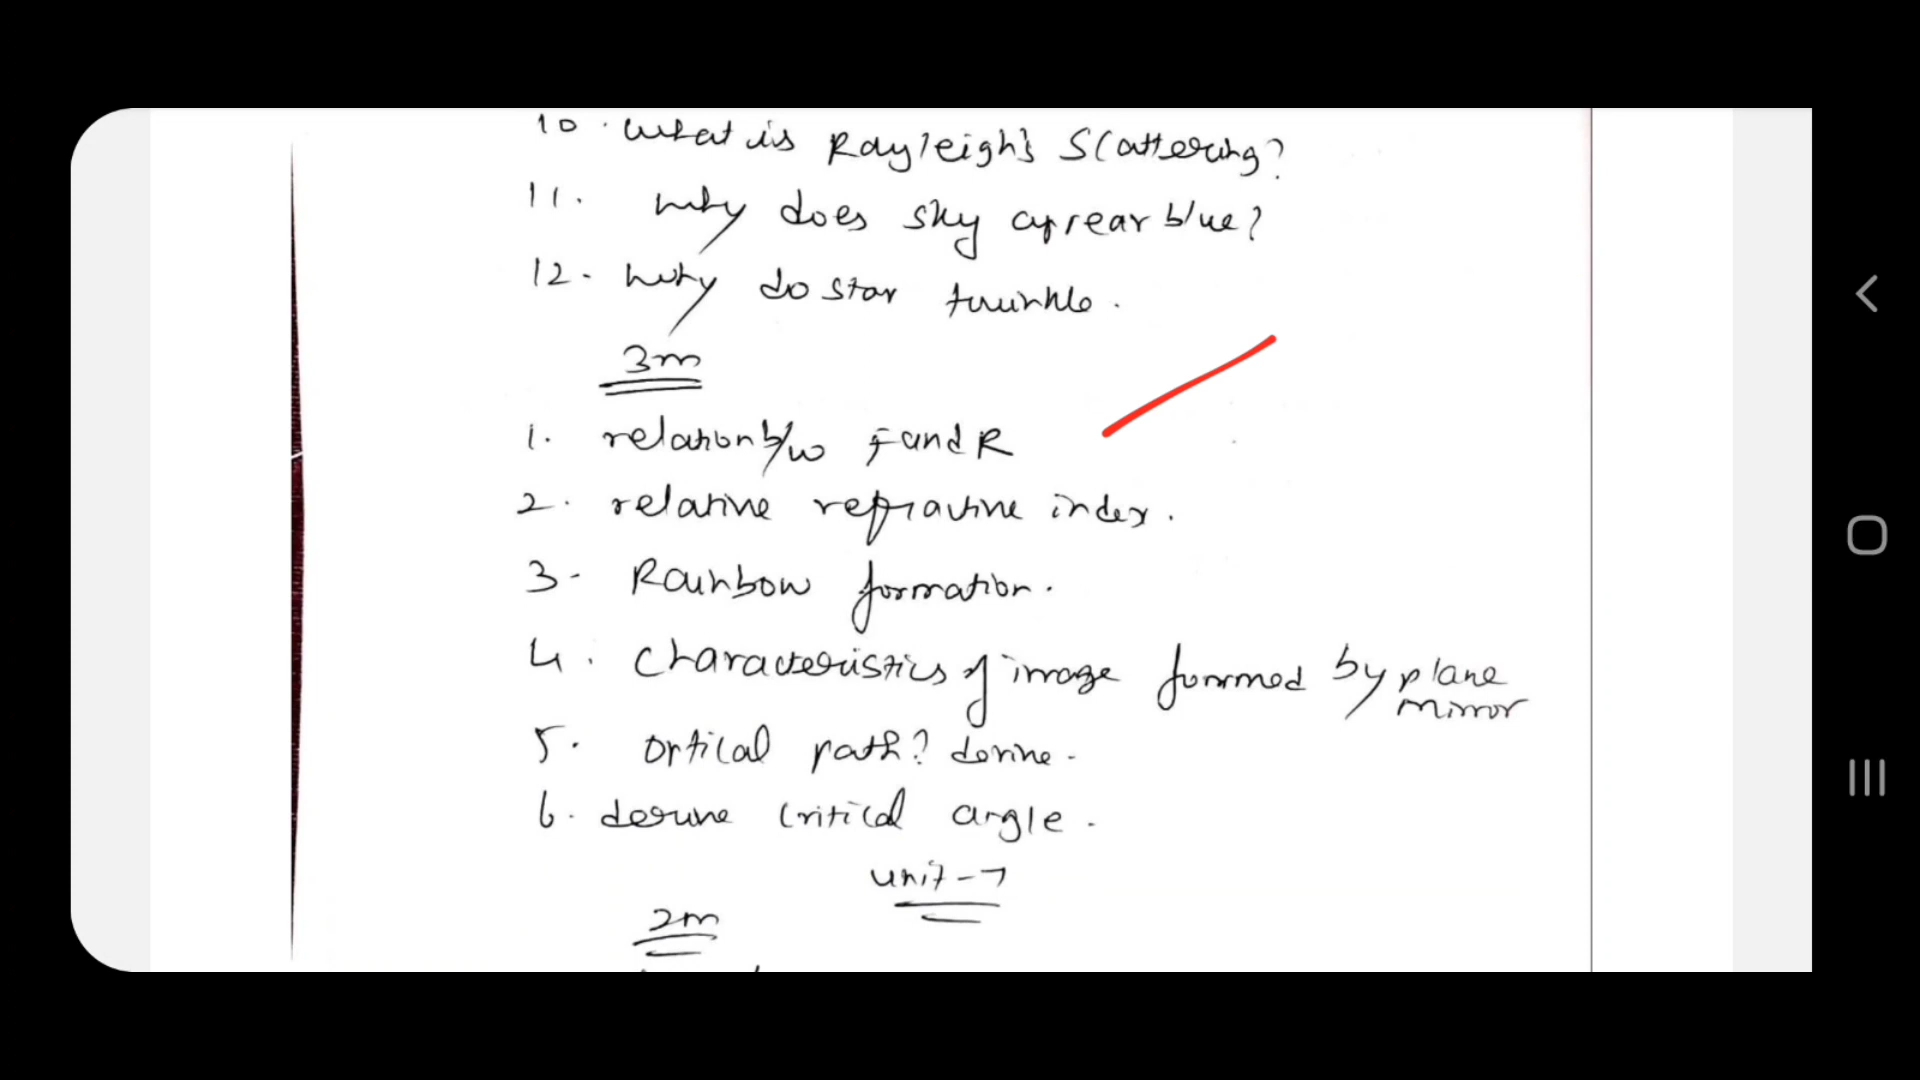 10. What is Rayleigh's Scattering?
11. Why does sky appear blue?
12. Why do star twinkle.
3m
1. relation b/w f and R
2. relative refractive index.
3. Rainbow formation.
4. Characteristics of image formed by plane
mirror
5. Optical path? derive.
6. derive critical angle.
unit-7
2m